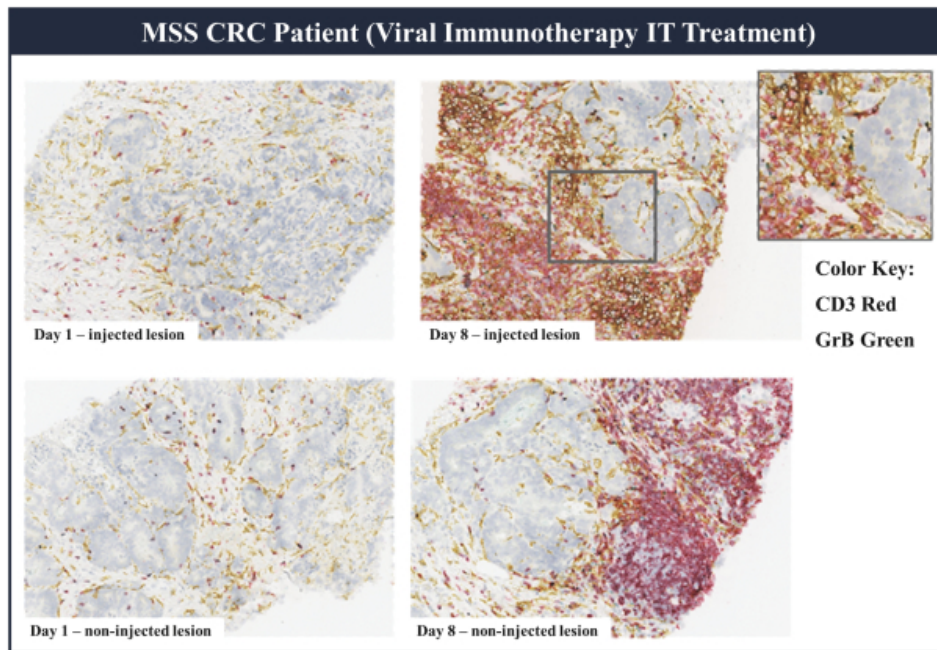 MSS CRC Patient (Viral Immunotherapy IT Treatment)
Day 1 – injected lesion
Day 8 – injected lesion
Color Key:
CD3 Red
GrB Green
Day 1 – non-injected lesion
Day 8 – non-injected lesion